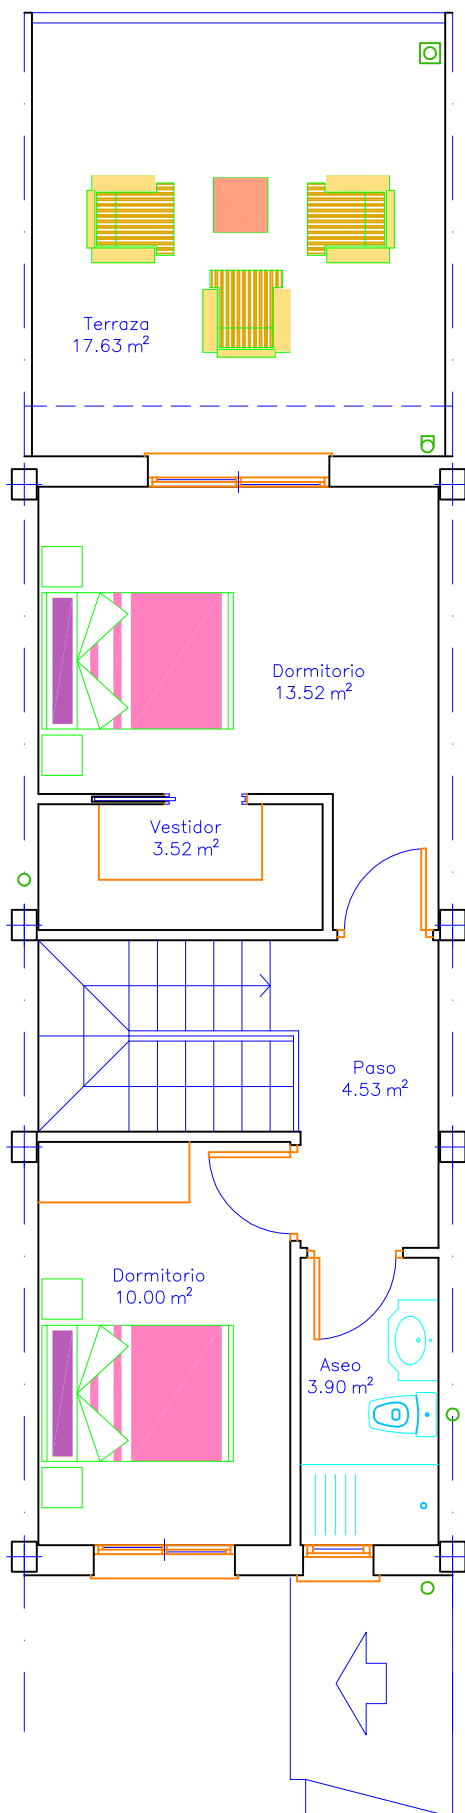 Terraza
17.63 m²
Dormitorio
13.52 m²
Vestidor
3.52 m²
Paso
4.53 m²
Dormitorio
10.00 m²
Aseo
3.90 m²